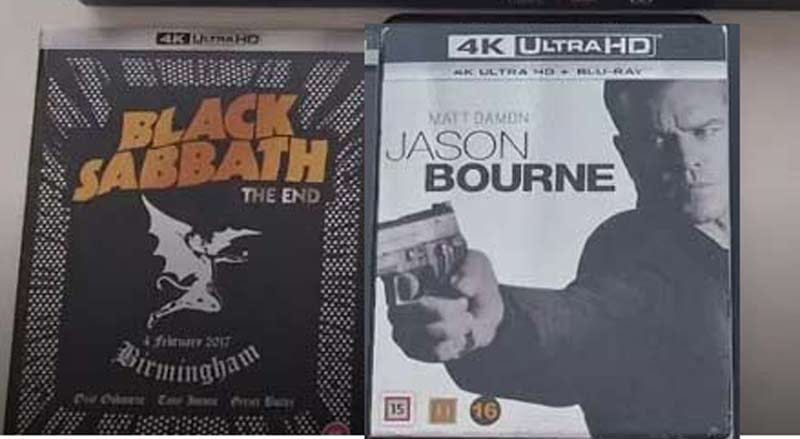 4K ULTRA HD
BLACK
SABBATH
THE END
4 February 2017
Birmingham
Ozzy Osbourne Tony Iommi Geezer Butler
4K ULTRA HD
4K ULTRA HD + BLU-RAY
MATT DAMON
JASON
BOURNE
15 11 16